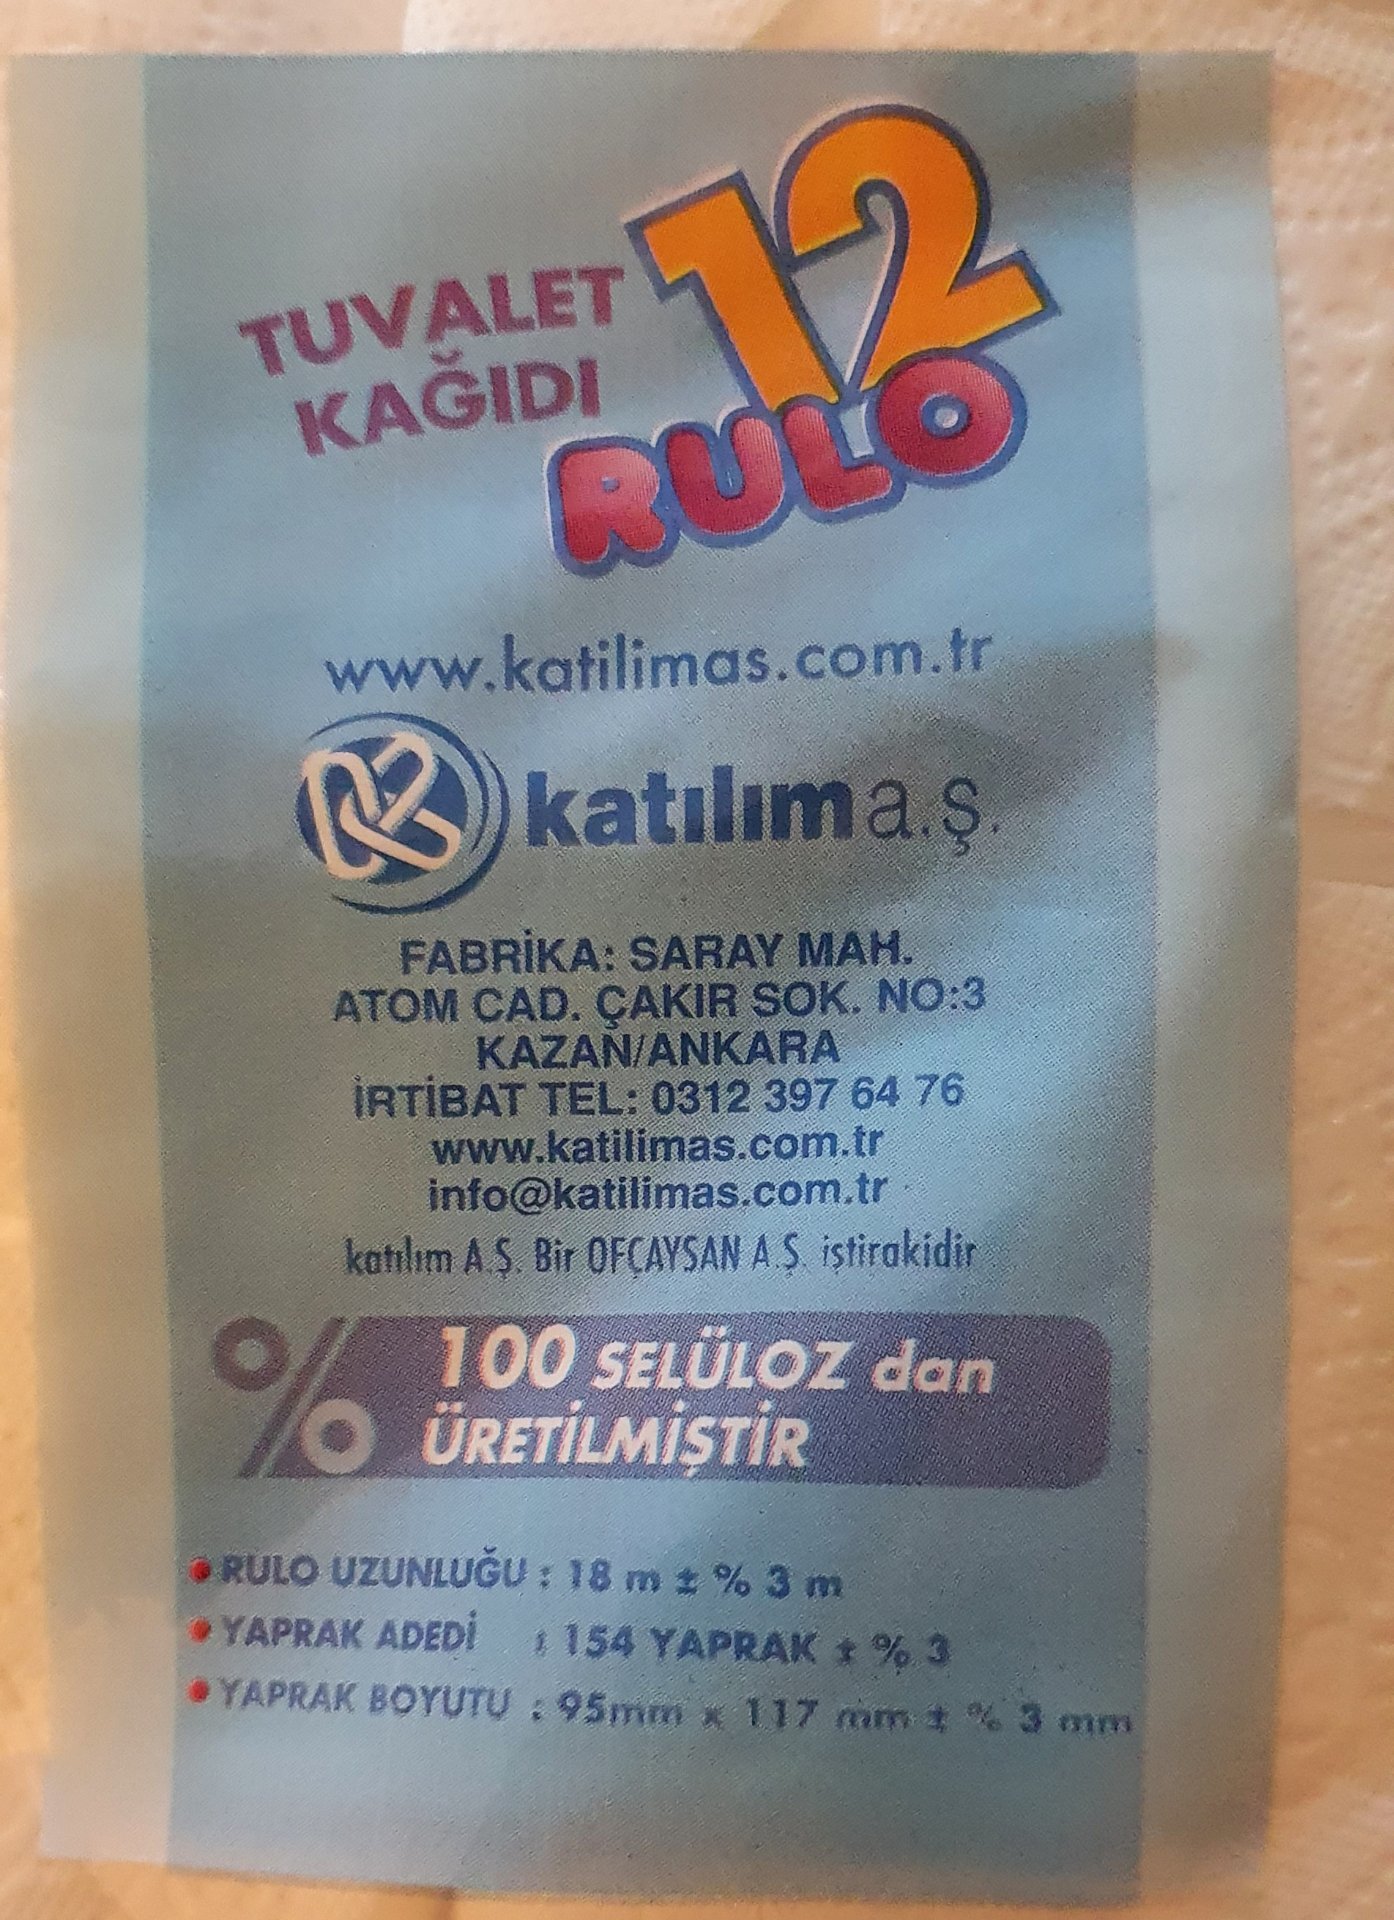 TUVALET
KAĞIDI
12
RULO
www.katilimas.com.tr
katılım a.ş.
FABRİKA: SARAY MAH.
ATOM CAD. ÇAKIR SOK. NO:3
KAZAN/ANKARA
İRTİBAT TEL: 0312 397 64 76
www.katilimas.com.tr
info@katilimas.com.tr
katılım A.Ş. Bir OFÇAYSAN A.Ş. iştirakidir
% 100 SELÜLOZ dan
ÜRETİLMİŞTİR
• RULO UZUNLUĞU : 18 m ± % 3 m
• YAPRAK ADEDİ : 154 YAPRAK ± % 3
• YAPRAK BOYUTU : 95mm x 117 mm ± % 3 mm